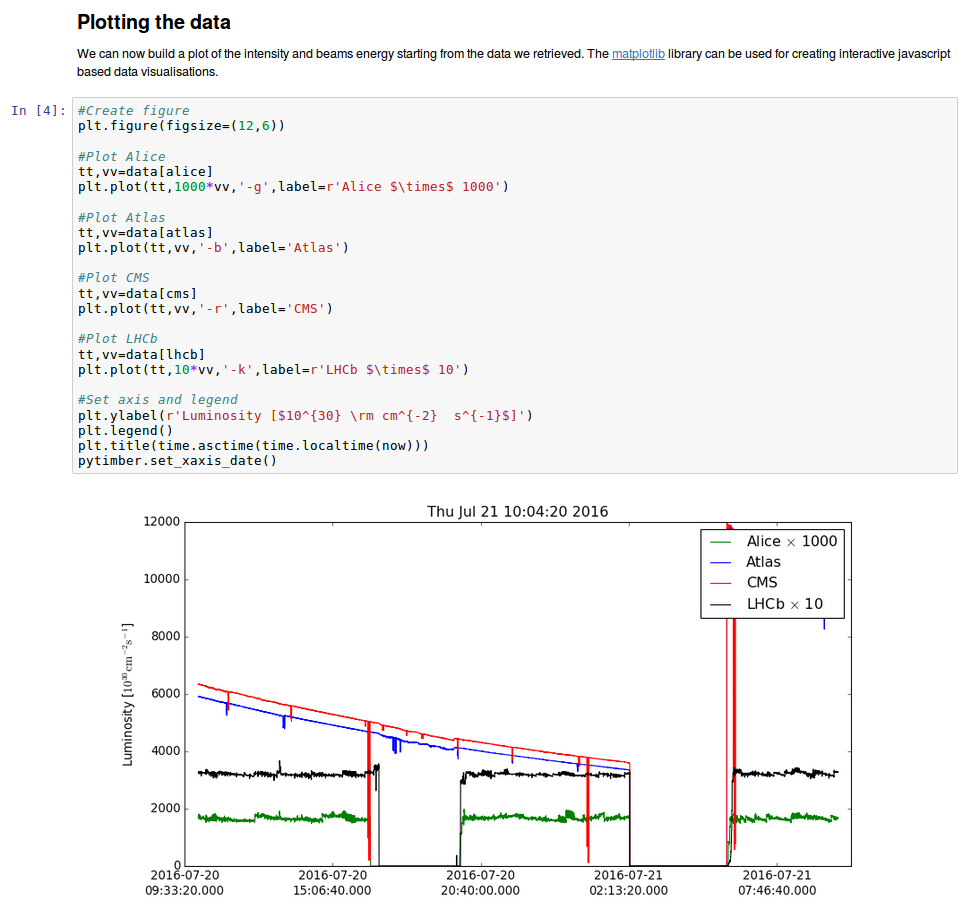 Plotting the data
We can now build a plot of the intensity and beams energy starting from the data we retrieved. The matplotlib library can be used for creating interactive javascript
based data visualisations.
In [4]:
#Create figure
plt.figure(figsize=(12,6))
#Plot Alice
tt,vv=data[alice]
plt.plot(tt,1000*vv,'-g',label=r'Alice $\times$ 1000')
#Plot Atlas
tt,vv=data[atlas]
plt.plot(tt,vv,'-b',label='Atlas')
#Plot CMS
tt,vv=data[cms]
plt.plot(tt,vv,'-r',label='CMS')
#Plot LHCb
tt,vv=data[lhcb]
plt.plot(tt,10*vv,'-k',label=r'LHCb $\times$ 10')
#Set axis and legend
plt.ylabel(r'Luminosity [$10^{30} \rm cm^{-2}  s^{-1}$]')
plt.legend()
plt.title(time.asctime(time.localtime(now)))
pytimber.set_xaxis_date()
Thu Jul 21 10:04:20 2016
12000
10000
8000
6000
4000
2000
0
Luminosity [10³⁰cm⁻²s⁻¹]
Alice × 1000
Atlas
CMS
LHCb × 10
2016-07-20
09:33:20.000
2016-07-20
15:06:40.000
2016-07-20
20:40:00.000
2016-07-21
02:13:20.000
2016-07-21
07:46:40.000